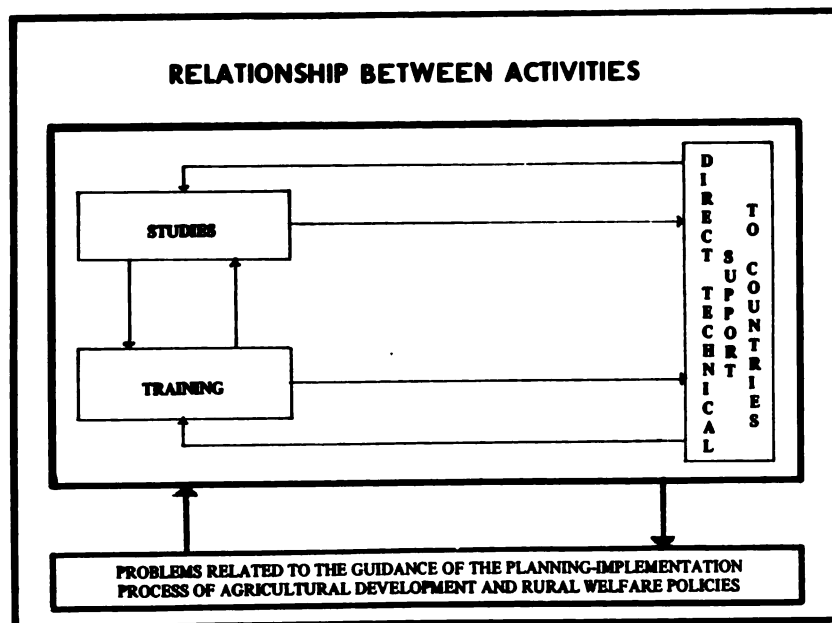 RELATIONSHIP BETWEEN ACTIVITIES
STUDIES
TRAINING
DIRECT TECHNICAL
SUPPORT
TO COUNTRIES
PROBLEMS RELATED TO THE GUIDANCE OF THE PLANNING-IMPLEMENTATION
PROCESS OF AGRICULTURAL DEVELOPMENT AND RURAL WELFARE POLICIES